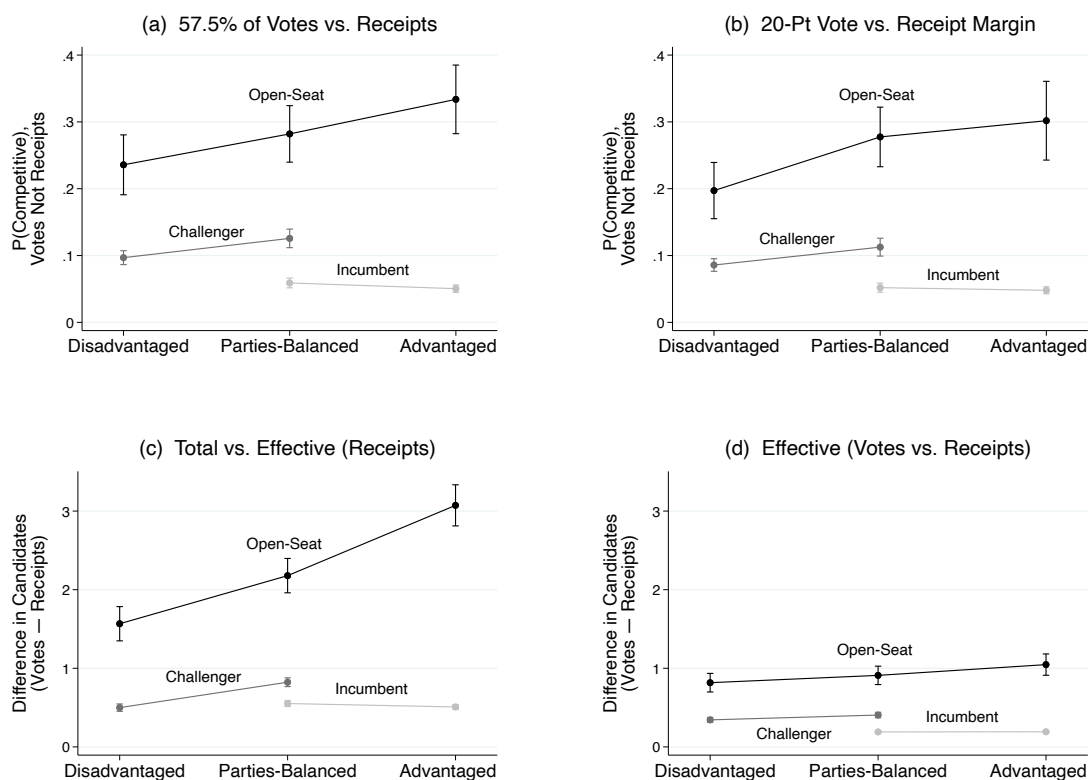 (a) 57.5% of Votes vs. Receipts
P(Competitive),
Votes Not Receipts
.4
.3
.2
.1
0
Open-Seat
Challenger
Incumbent
Disadvantaged Parties-Balanced Advantaged
(b) 20-Pt Vote vs. Receipt Margin
P(Competitive),
Votes Not Receipts
.4
.3
.2
.1
0
Open-Seat
Challenger
Incumbent
Disadvantaged Parties-Balanced Advantaged
(c) Total vs. Effective (Receipts)
Difference in Candidates
(Votes — Receipts)
3
2
1
0
Open-Seat
Challenger
Incumbent
Disadvantaged Parties-Balanced Advantaged
(d) Effective (Votes vs. Receipts)
Difference in Candidates
(Votes — Receipts)
3
2
1
0
Open-Seat
Incumbent
Challenger
Disadvantaged Parties-Balanced Advantaged